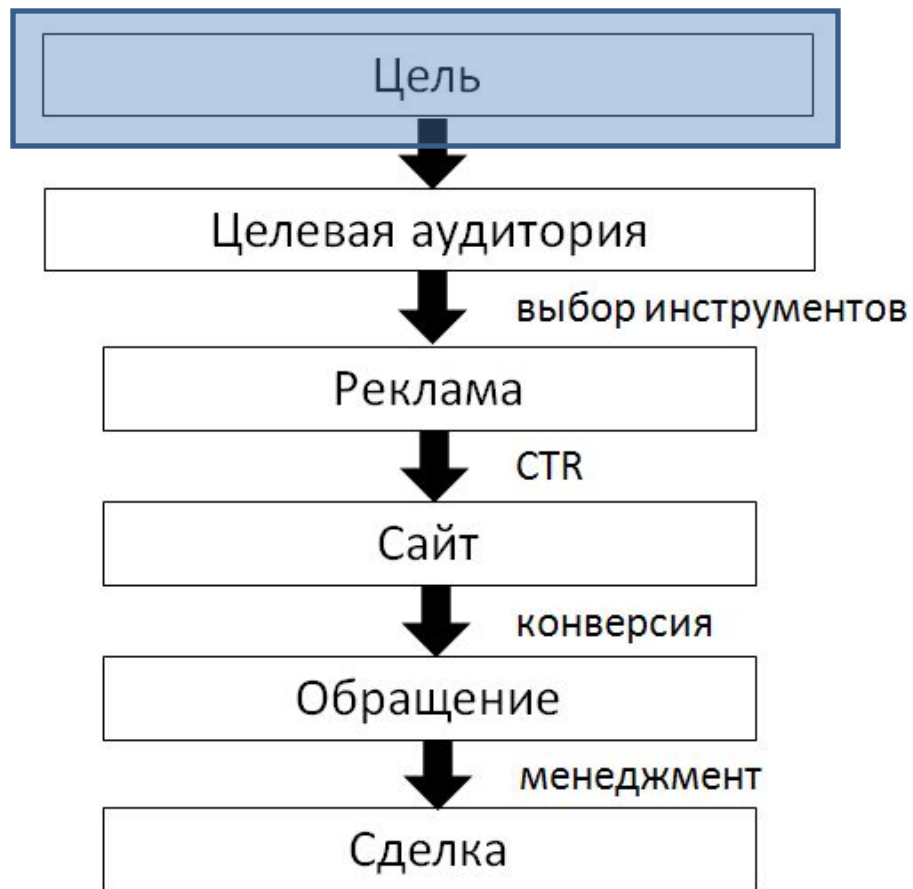 Цель
Целевая аудитория
выбор инструментов
Реклама
CTR
Сайт
конверсия
Обращение
менеджмент
Сделка